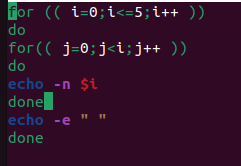 for (( i=0;i<=5;i++ ))
do
for(( j=0;j<i;j++ ))
do
echo -n $i
done
echo -e " "
done